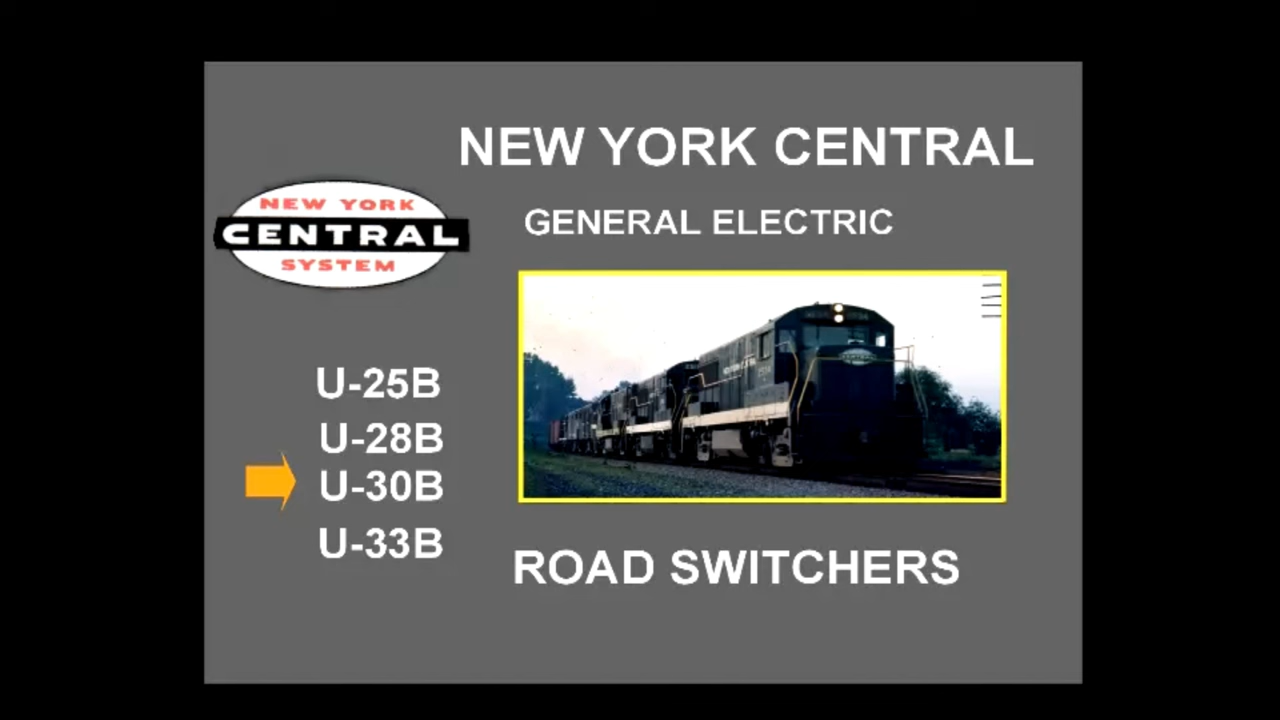 NEW YORK CENTRAL
NEW YORK
CENTRAL
SYSTEM
GENERAL ELECTRIC
U-25B
U-28B
U-30B
U-33B
ROAD SWITCHERS